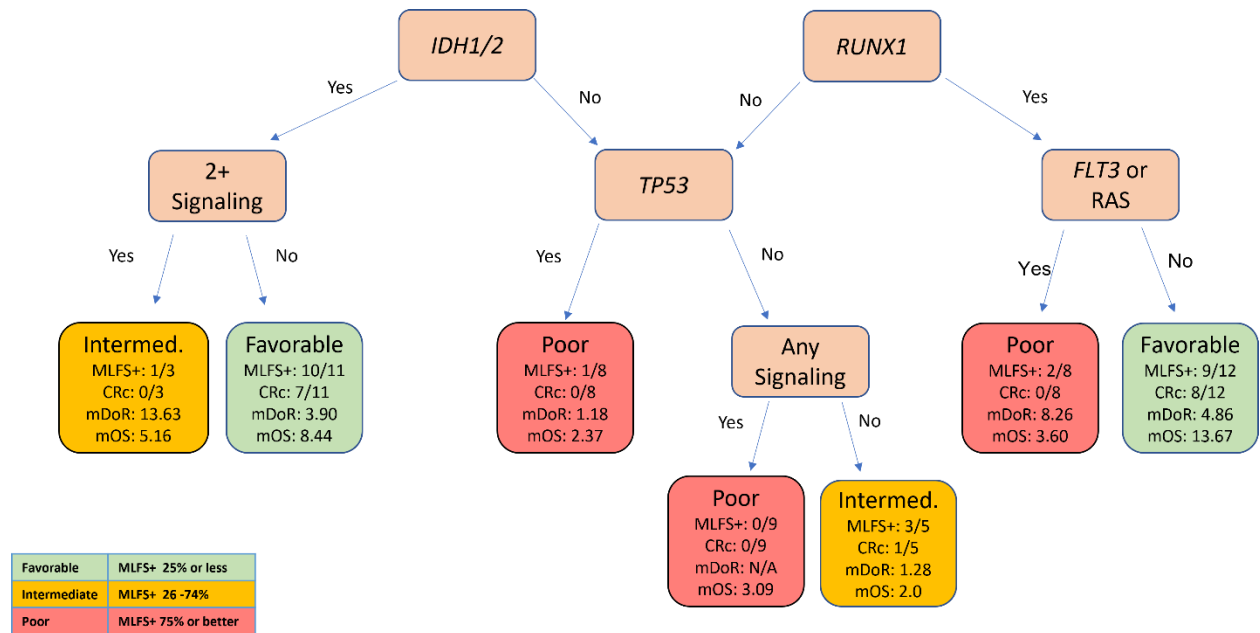 IDH1/2
RUNX1
Yes
No
No
Yes
2+
Signaling
TP53
FLT3 or
RAS
Yes
No
Yes
No
Yes
No
Intermed.
MLFS+: 1/3
CRc: 0/3
mDoR: 13.63
mOS: 5.16
Favorable
MLFS+: 10/11
CRc: 7/11
mDoR: 3.90
mOS: 8.44
Poor
MLFS+: 1/8
CRc: 0/8
mDoR: 1.18
mOS: 2.37
Any
Signaling
Poor
MLFS+: 2/8
CRc: 0/8
mDoR: 8.26
mOS: 3.60
Favorable
MLFS+: 9/12
CRc: 8/12
mDoR: 4.86
mOS: 13.67
Yes
No
Poor
MLFS+: 0/9
CRc: 0/9
mDoR: N/A
mOS: 3.09
Intermed.
MLFS+: 3/5
CRc: 1/5
mDoR: 1.28
mOS: 2.0
Favorable MLFS+ 25% or less
Intermediate MLFS+ 26 -74%
Poor MLFS+ 75% or better